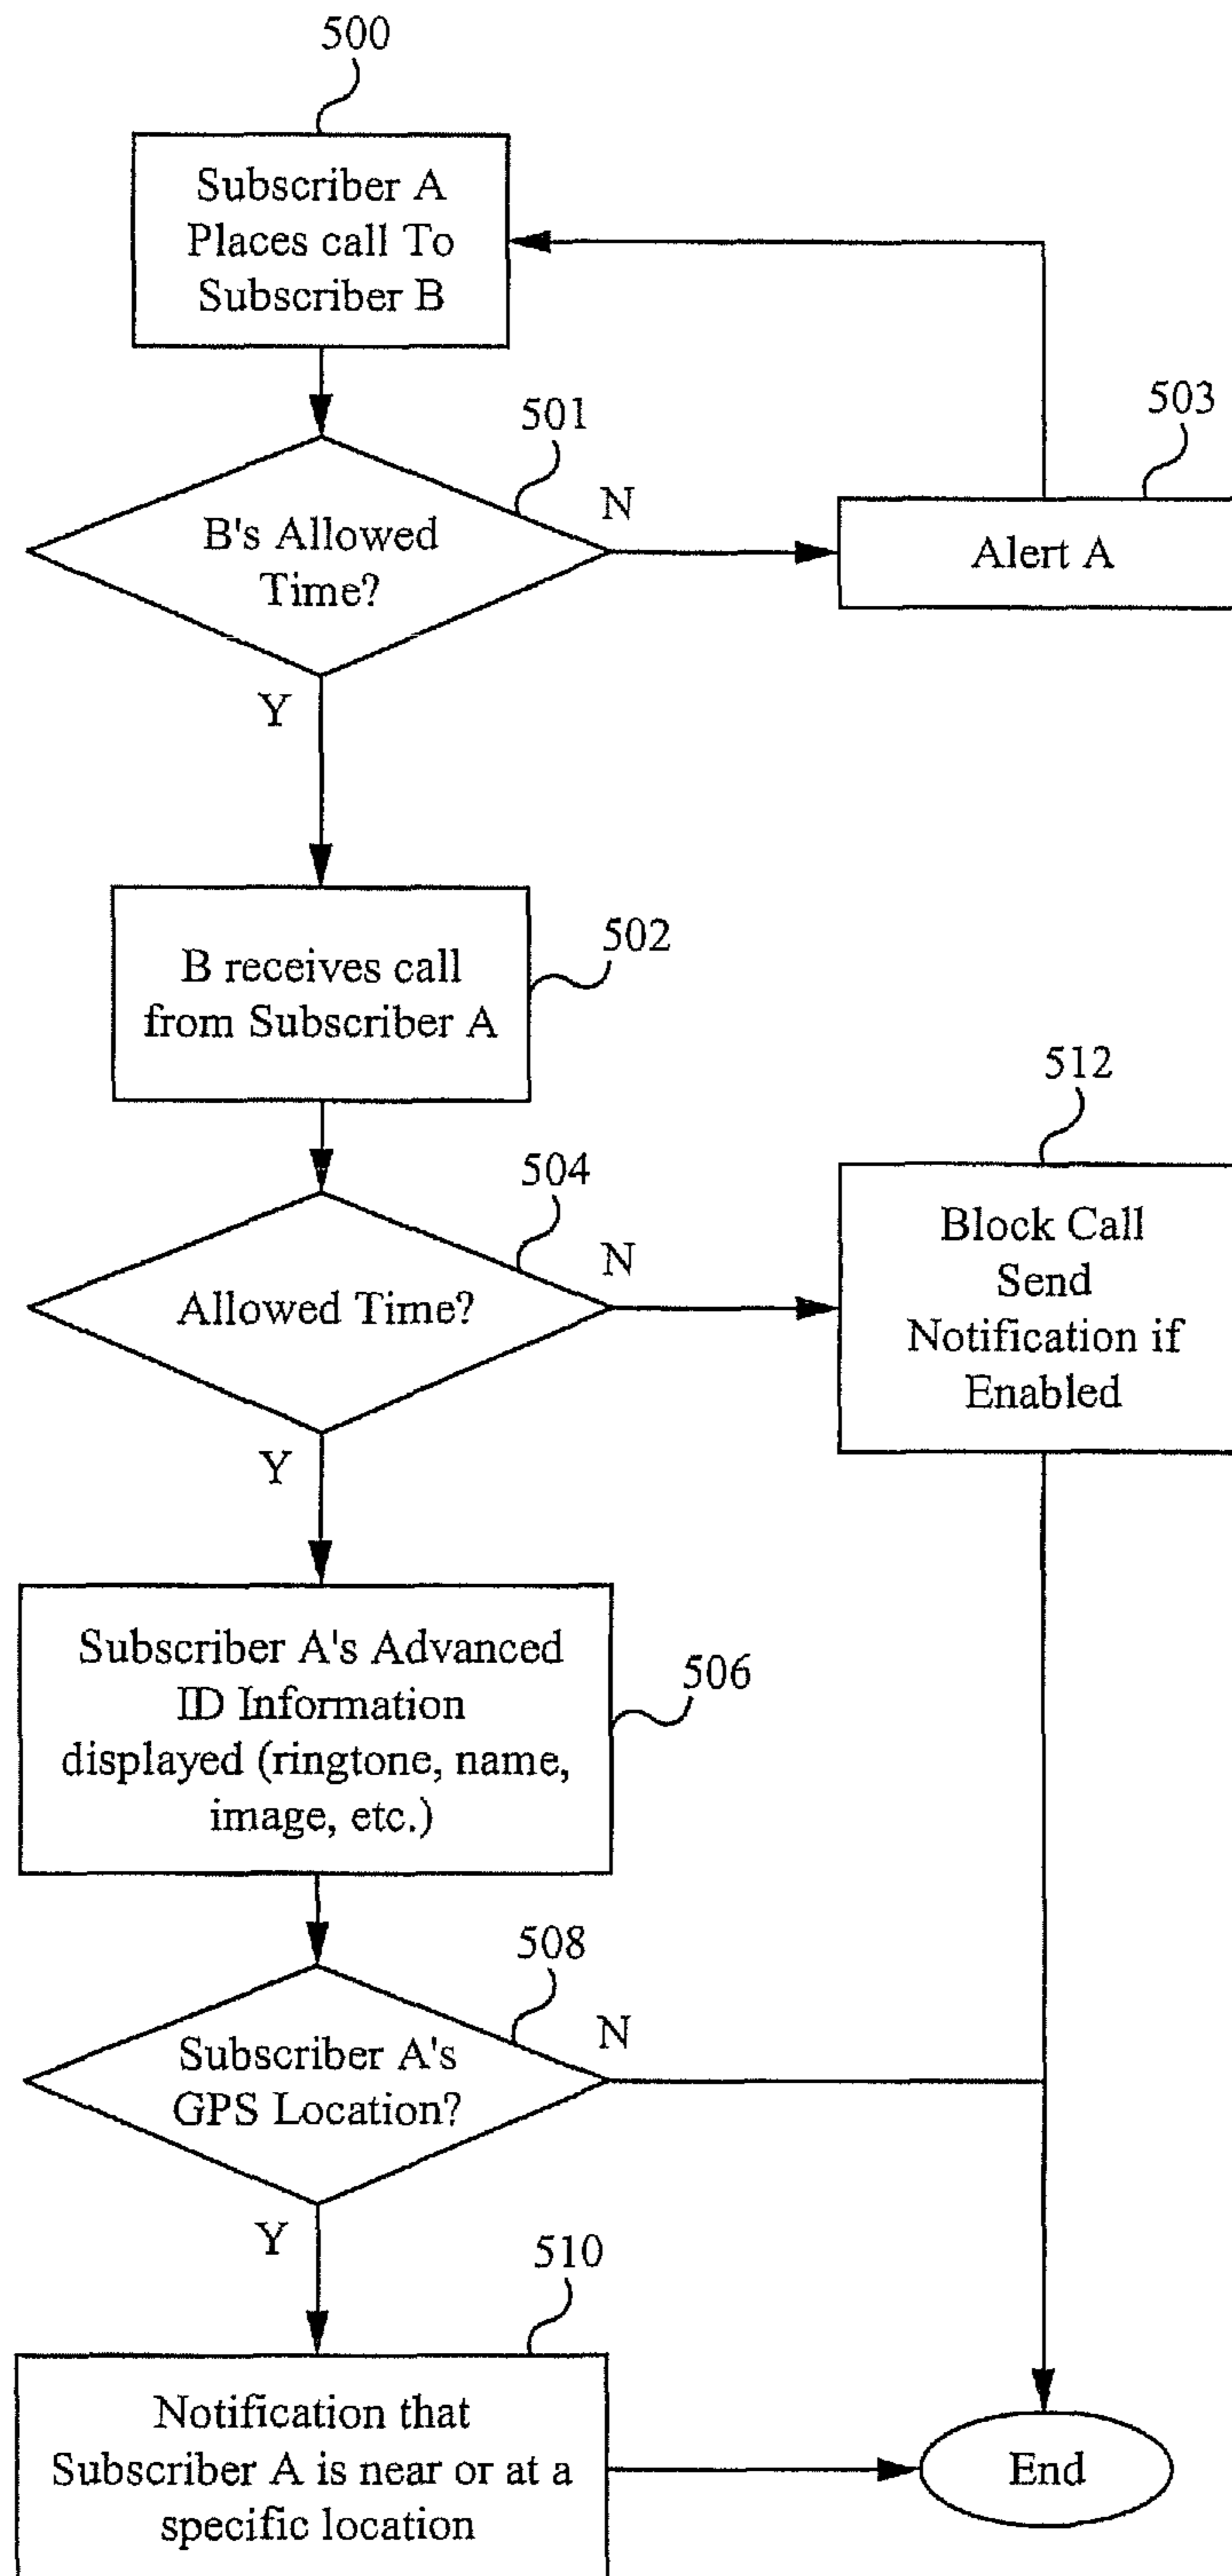 500
Subscriber A
Places call To
Subscriber B
501
N
503
B's Allowed
Time?
Alert A
Y
502
B receives call
from Subscriber A
512
504
N
Block Call
Send
Notification if
Enabled
Allowed Time?
Y
Subscriber A's Advanced
ID Information
displayed (ringtone, name,
image, etc.)
506
508
N
Subscriber A's
GPS Location?
Y
510
Notification that
Subscriber A is near or at a
specific location
End